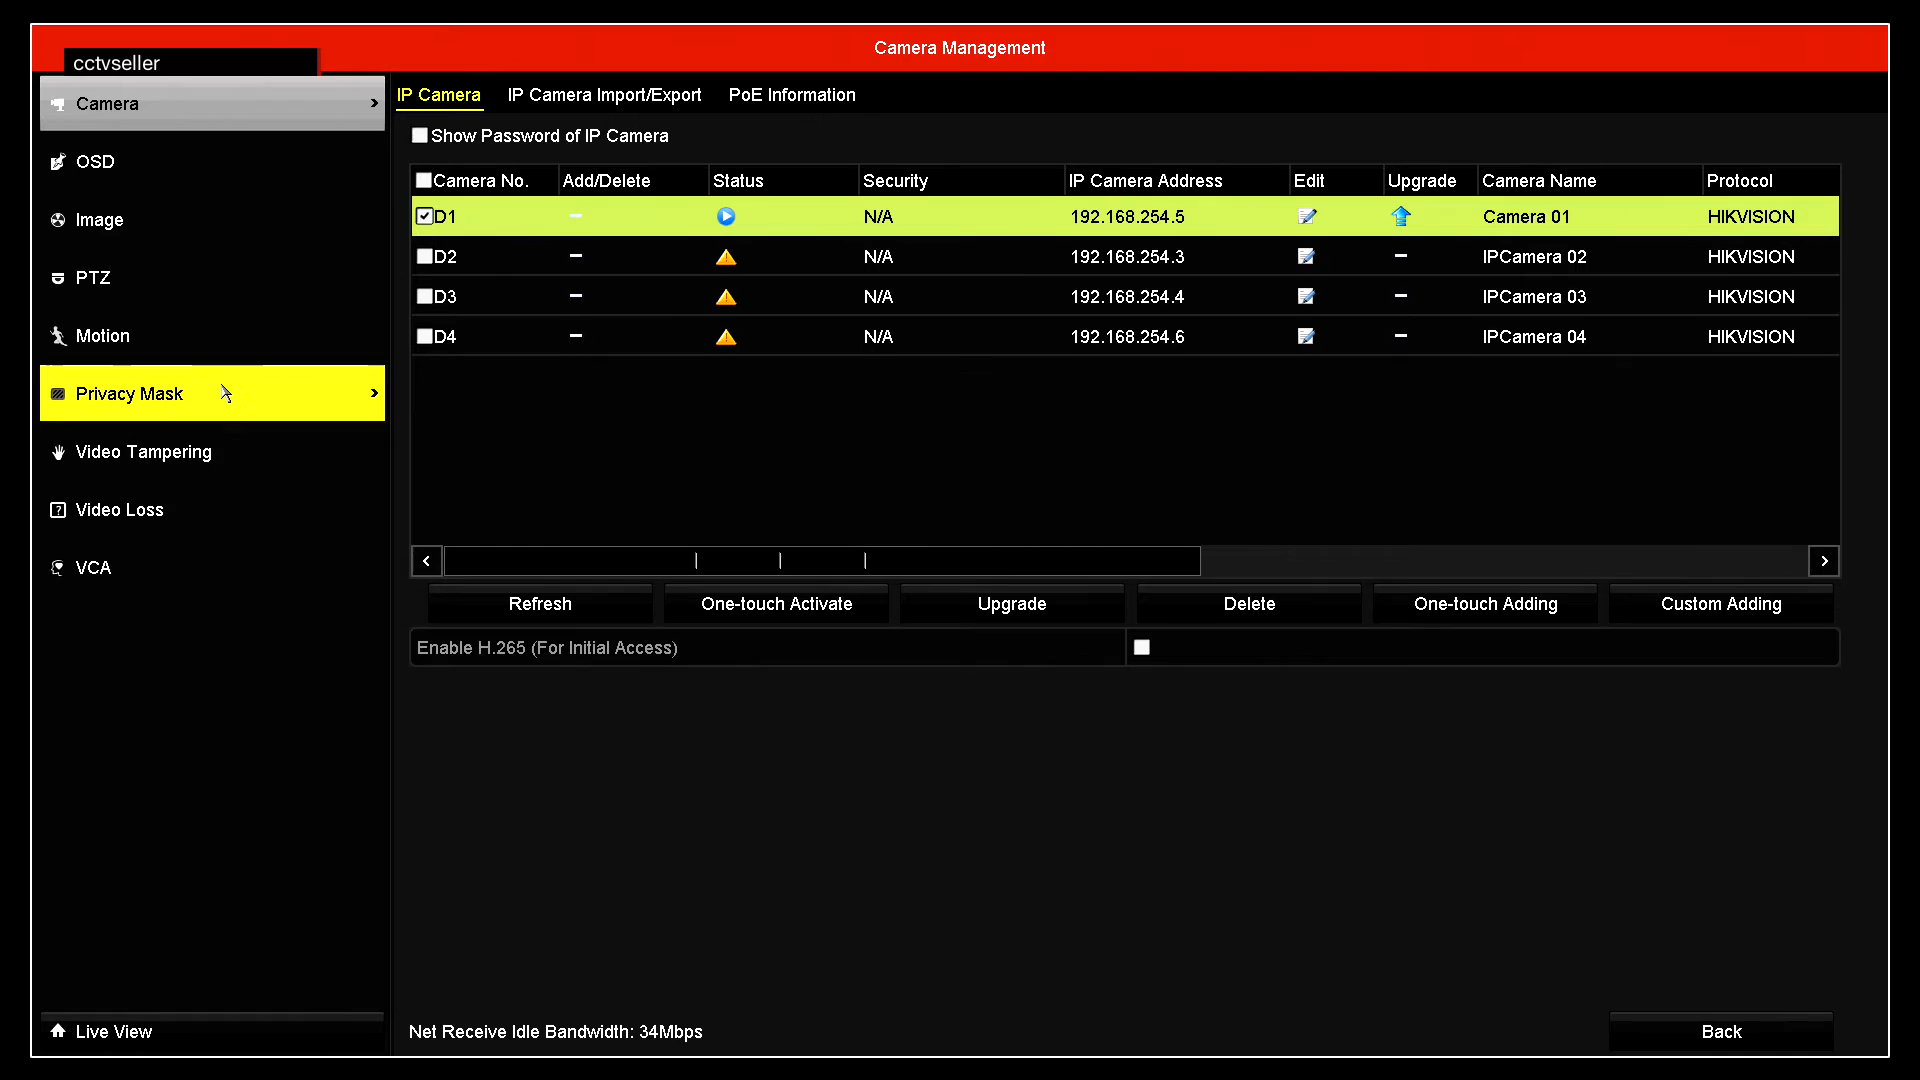 Camera Management
cctvseller
Camera
OSD
Image
PTZ
Motion
Privacy Mask
Video Tampering
Video Loss
VCA
Live View
IP Camera IP Camera Import/Export PoE Information
Show Password of IP Camera
Camera No. Add/Delete Status Security IP Camera Address Edit Upgrade Camera Name Protocol
D1 N/A 192.168.254.5 Camera 01 HIKVISION
D2 N/A 192.168.254.3 IPCamera 02 HIKVISION
D3 N/A 192.168.254.4 IPCamera 03 HIKVISION
D4 N/A 192.168.254.6 IPCamera 04 HIKVISION
Refresh One-touch Activate Upgrade Delete One-touch Adding Custom Adding
Enable H.265 (For Initial Access)
Net Receive Idle Bandwidth: 34Mbps
Back